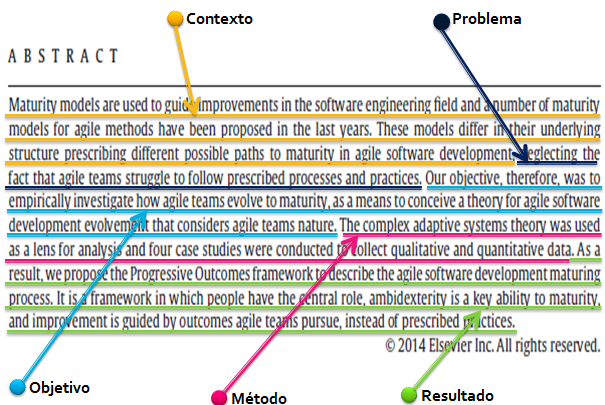 Contexto
Problema
ABSTRACT
Maturity models are used to guide improvements in the software engineering field and a number of maturity
models for agile methods have been proposed in the last years. These models differ in their underlying
structure prescribing different possible paths to maturity in agile software development, neglecting the
fact that agile teams struggle to follow prescribed processes and practices. Our objective, therefore, was to
empirically investigate how agile teams evolve to maturity, as a means to conceive a theory for agile software
development evolvement that considers agile teams nature. The complex adaptive systems theory was used
as a lens for analysis and four case studies were conducted to collect qualitative and quantitative data. As a
result, we propose the Progressive Outcomes framework to describe the agile software development maturing
process. It is a framework in which people have the central role, ambidexterity is a key ability to maturity,
and improvement is guided by outcomes agile teams pursue, instead of prescribed practices.
© 2014 Elsevier Inc. All rights reserved.
Objetivo
Método
Resultado